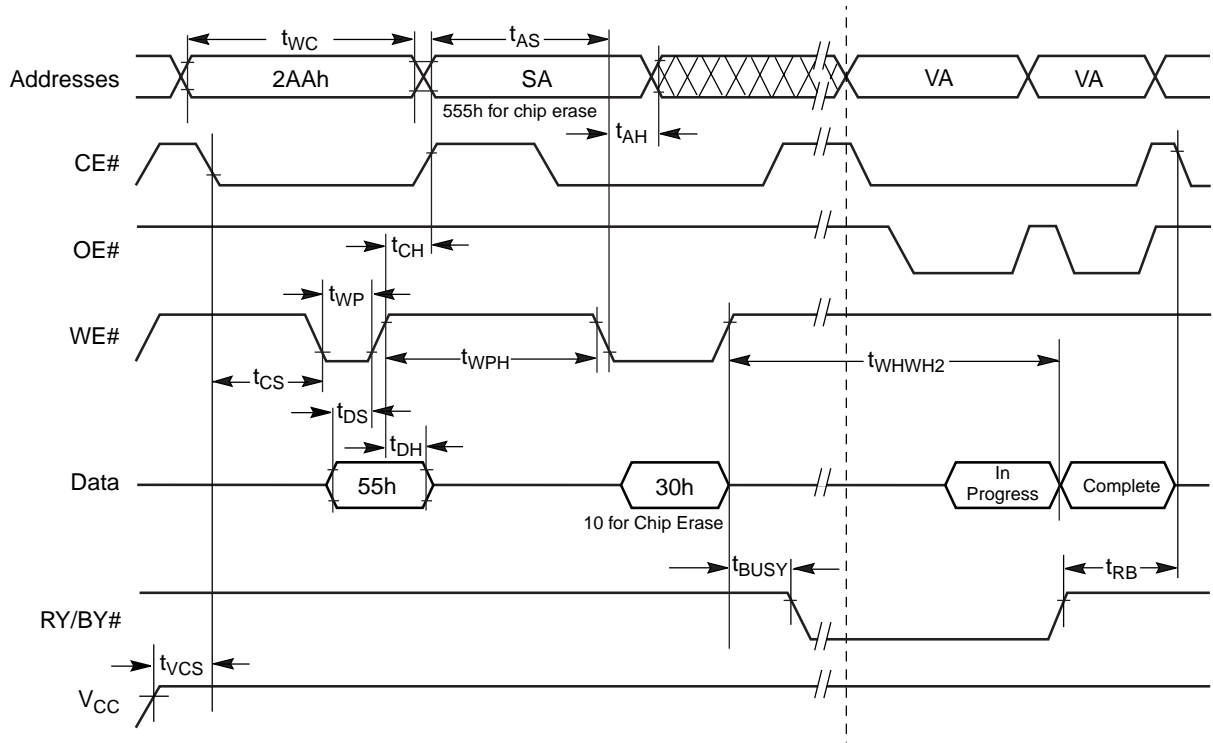 tWC
tAS
Addresses
2AAh
SA
VA
VA
555h for chip erase
tAH
CE#
OE#
tCH
tWP
WE#
tWPH
tWHWH2
tCS
tDS
tDH
Data
55h
30h
In
Progress
Complete
10 for Chip Erase
tBUSY
tRB
RY/BY#
tVCS
VCC